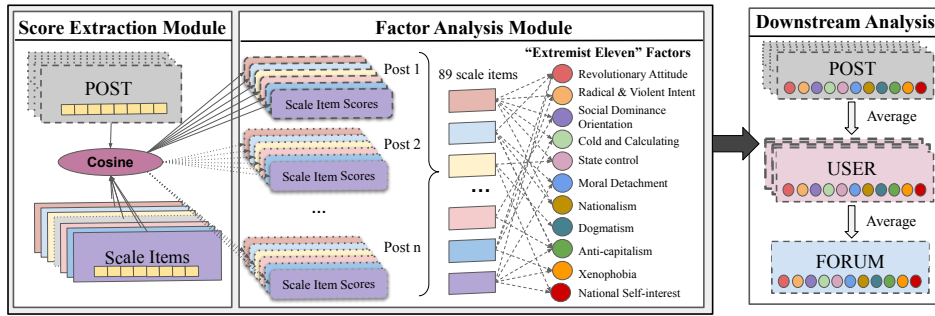 Score Extraction Module
POST
Cosine
Scale Items
Factor Analysis Module
Post 1
Scale Item Scores
Post 2
Scale Item Scores
...
Post n
Scale Item Scores
89 scale items
...
“Extremist Eleven” Factors
Revolutionary Attitude
Radical & Violent Intent
Social Dominance
Orientation
Cold and Calculating
State control
Moral Detachment
Nationalism
Dogmatism
Anti-capitalism
Xenophobia
National Self-interest
Downstream Analysis
POST
Average
USER
Average
FORUM